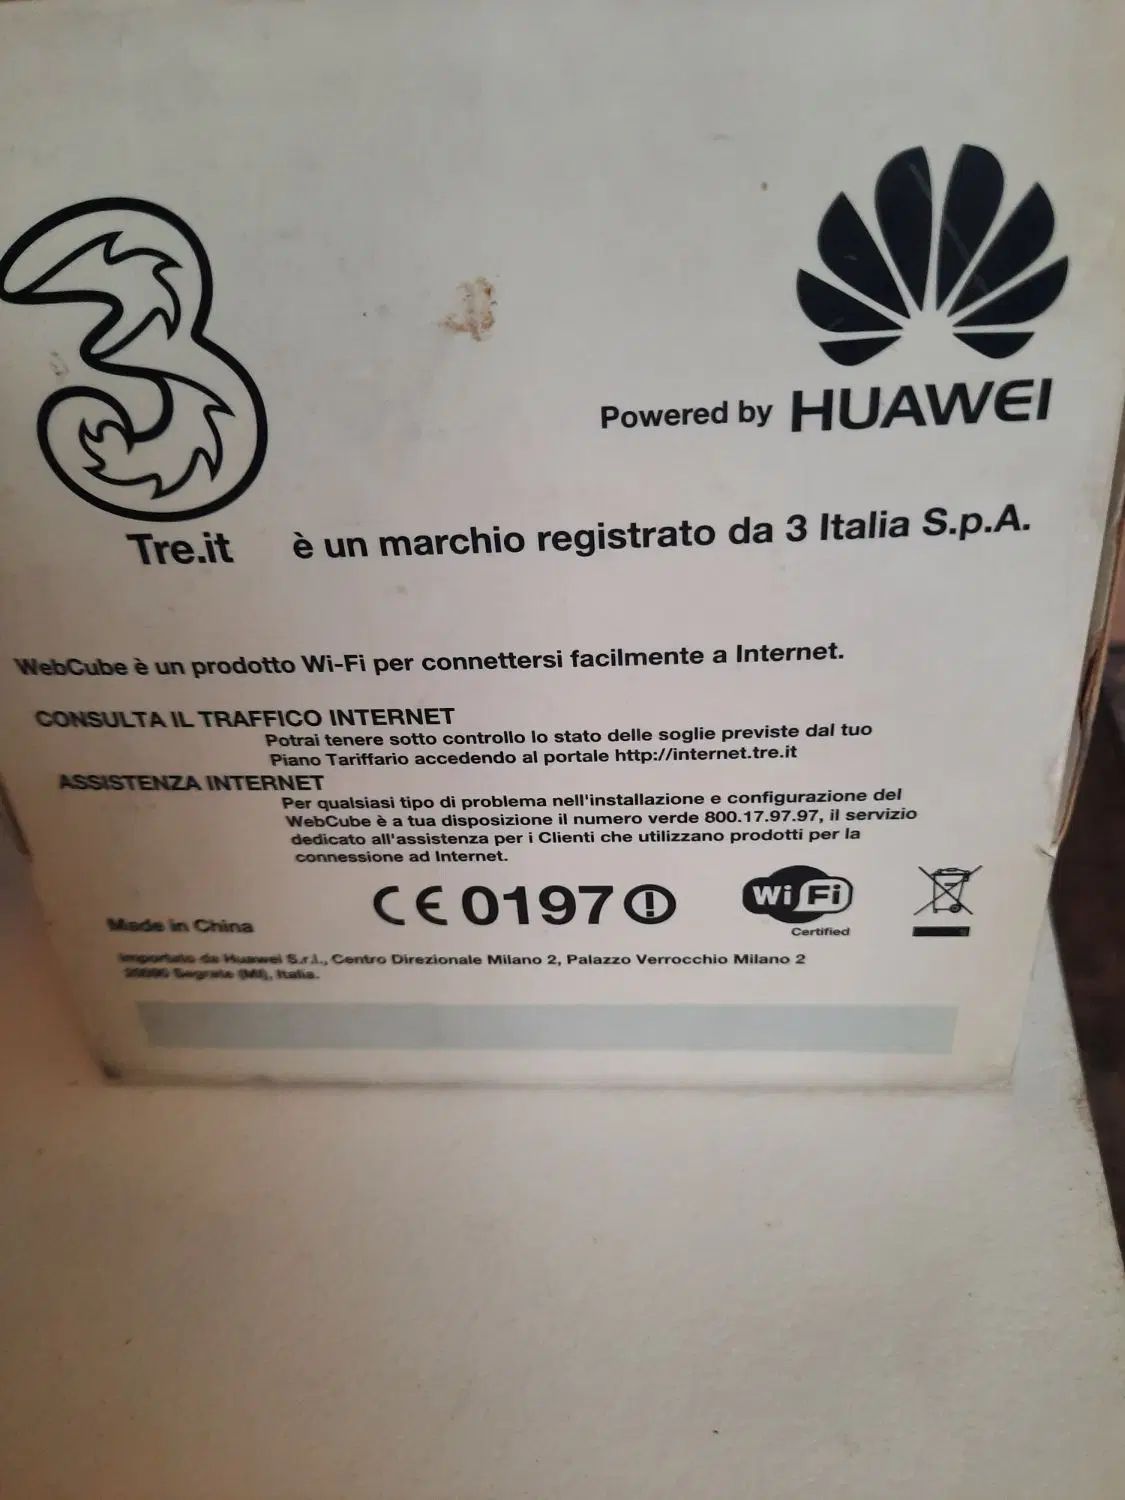 3
HUAWEI
Powered by
Tre.it è un marchio registrato da 3 Italia S.p.A.
WebCube è un prodotto Wi-Fi per connettersi facilmente a Internet.
CONSULTA IL TRAFFICO INTERNET
Potrai tenere sotto controllo lo stato delle soglie previste dal tuo
Piano Tariffario accedendo al portale http://internet.tre.it
ASSISTENZA INTERNET
Per qualsiasi tipo di problema nell'installazione e configurazione del
WebCube è a tua disposizione il numero verde 800.17.97.97, il servizio
dedicato all'assistenza per i Clienti che utilizzano prodotti per la
connessione ad Internet.
CE 0197
Wi Fi
Certified
Made in China
Importato da Huawei S.r.l., Centro Direzionale Milano 2, Palazzo Verrocchio Milano 2
Segrate (MI), Italia.